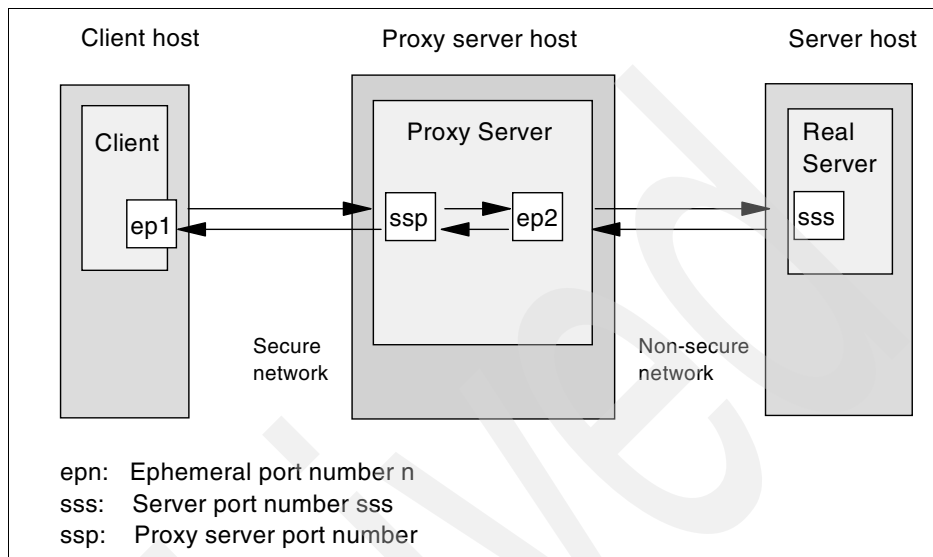 Client host
Proxy server host
Server host
Client
Proxy Server
Real
Server
ep1
ssp
ep2
sss
Secure
network
Non-secure
network
epn: Ephemeral port number n
sss: Server port number sss
ssp: Proxy server port number